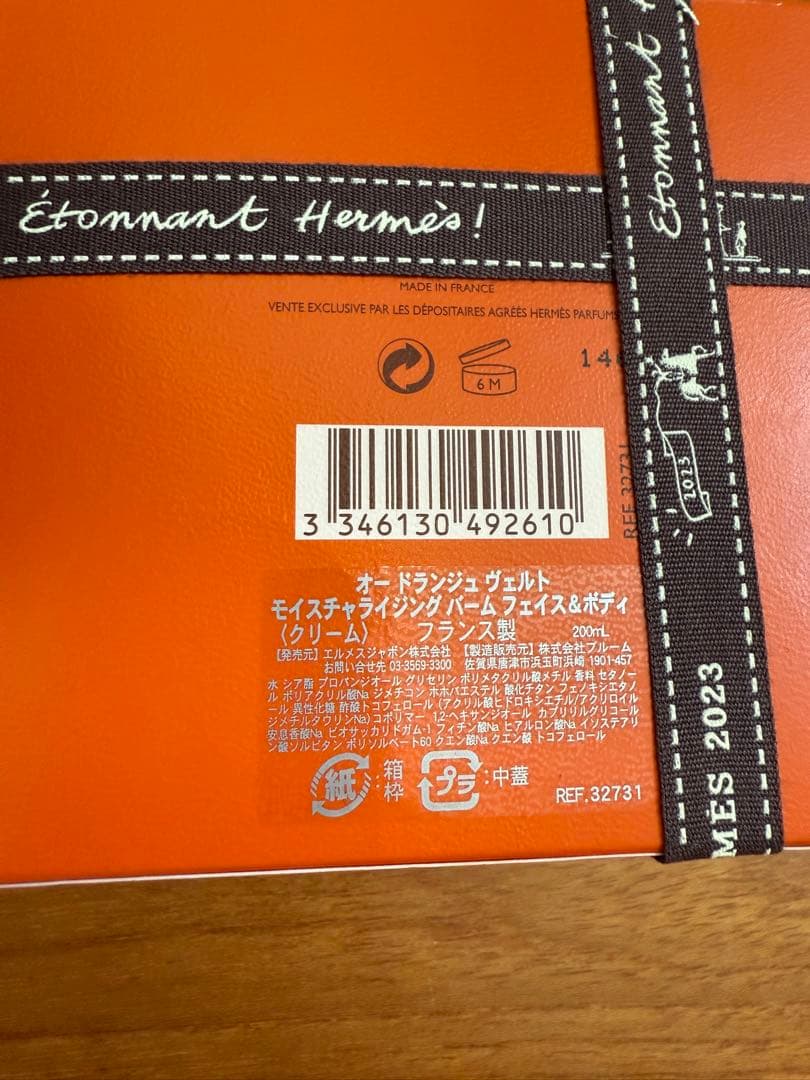 Étonnant Hermès!
Étonnant
MADE IN FRANCE
VENTE EXCLUSIVE PAR LES DÉPOSITAIRES AGRÉÉS HERMÈS PARFUMS
6 M
2023
REF. 32731
3 346130 492610
オー ドランジュ ヴェルト
モイスチャライジング バーム フェイス&ボディ
〈クリーム〉 フランス製 200mL
【発売元】エルメスジャポン株式会社 【製造販売元】株式会社ブルーム
お問い合せ先 03-3569-3300 佐賀県唐津市浜玉町浜崎 1901-457
水 シア脂 プロパンジオール グリセリン ポリメタクリル酸メチル 香料 セタノー
ル ポリアクリル酸Na ジメチコン ホホバエステル 酸化チタン フェノキシエタノ
ール 異性化糖 酢酸トコフェロール (アクリル酸ヒドロキシエチル/アクリロイル
ジメチルタウリンNa) コポリマー 1,2-ヘキサンジオール カプリリルグリコール
安息香酸Na ビオサッカリドガム-1 フィチン酸Na ヒアルロン酸Na イソステアリ
ン酸ソルビタン ポリソルベート60 クエン酸Na クエン酸 トコフェロール
紙 :箱 枠
プラ :中蓋
REF.32731
MÈS 2023